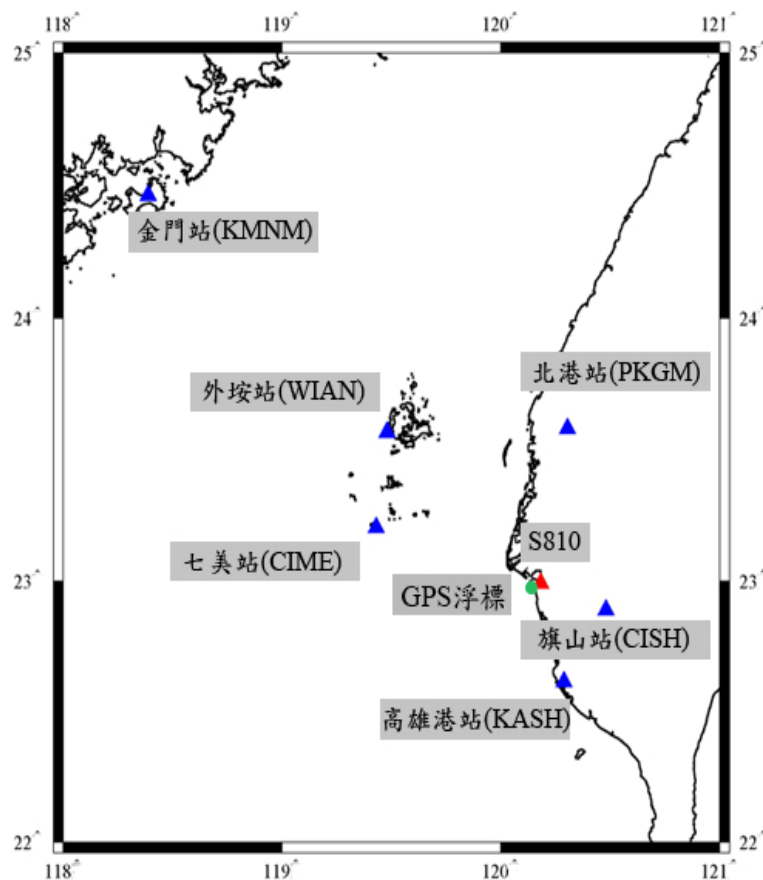 118^ 119^ 120^ 121^
25^ 25^
金門站(KMNM)
24^ 24^
北港站(PKGM)
外垵站(WIAN)
S810
七美站(CIME)
23^ 23^
GPS浮標
旗山站(CISH)
高雄港站(KASH)
22^ 22^
118^ 119^ 120^ 121^